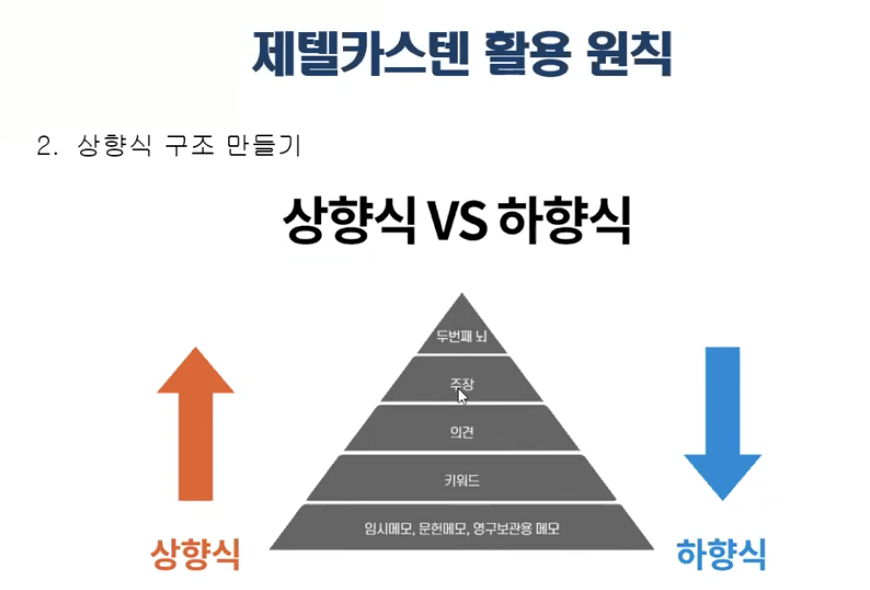 제텔카스텐 활용 원칙
2. 상향식 구조 만들기
상향식 VS 하향식
두번째 뇌
주장
의견
키워드
임시메모, 문헌메모, 영구보관용 메모
상향식
하향식